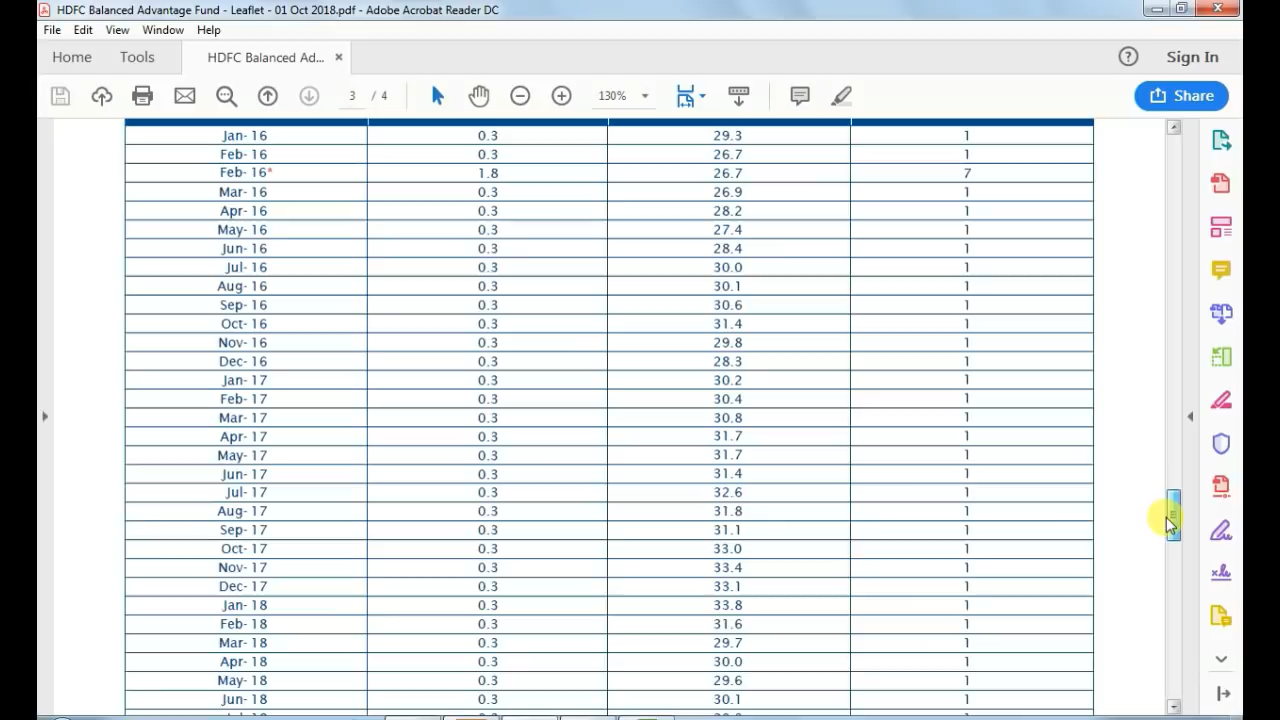 HDFC Balanced Advantage Fund - Leaflet - 01 Oct 2018.pdf - Adobe Acrobat Reader DC
File Edit View Window Help
Home Tools HDFC Balanced Ad... × Sign In
3 / 4 130% Share
Jan- 16 0.3 29.3 1
Feb- 16 0.3 26.7 1
Feb- 16* 1.8 26.7 7
Mar- 16 0.3 26.9 1
Apr- 16 0.3 28.2 1
May- 16 0.3 27.4 1
Jun- 16 0.3 28.4 1
Jul- 16 0.3 30.0 1
Aug- 16 0.3 30.1 1
Sep- 16 0.3 30.6 1
Oct- 16 0.3 31.4 1
Nov- 16 0.3 29.8 1
Dec- 16 0.3 28.3 1
Jan- 17 0.3 30.2 1
Feb- 17 0.3 30.4 1
Mar- 17 0.3 30.8 1
Apr- 17 0.3 31.7 1
May- 17 0.3 31.7 1
Jun- 17 0.3 31.4 1
Jul- 17 0.3 32.6 1
Aug- 17 0.3 31.8 1
Sep- 17 0.3 31.1 1
Oct- 17 0.3 33.0 1
Nov- 17 0.3 33.4 1
Dec- 17 0.3 33.1 1
Jan- 18 0.3 33.8 1
Feb- 18 0.3 31.6 1
Mar- 18 0.3 29.7 1
Apr- 18 0.3 30.0 1
May- 18 0.3 29.6 1
Jun- 18 0.3 30.1 1